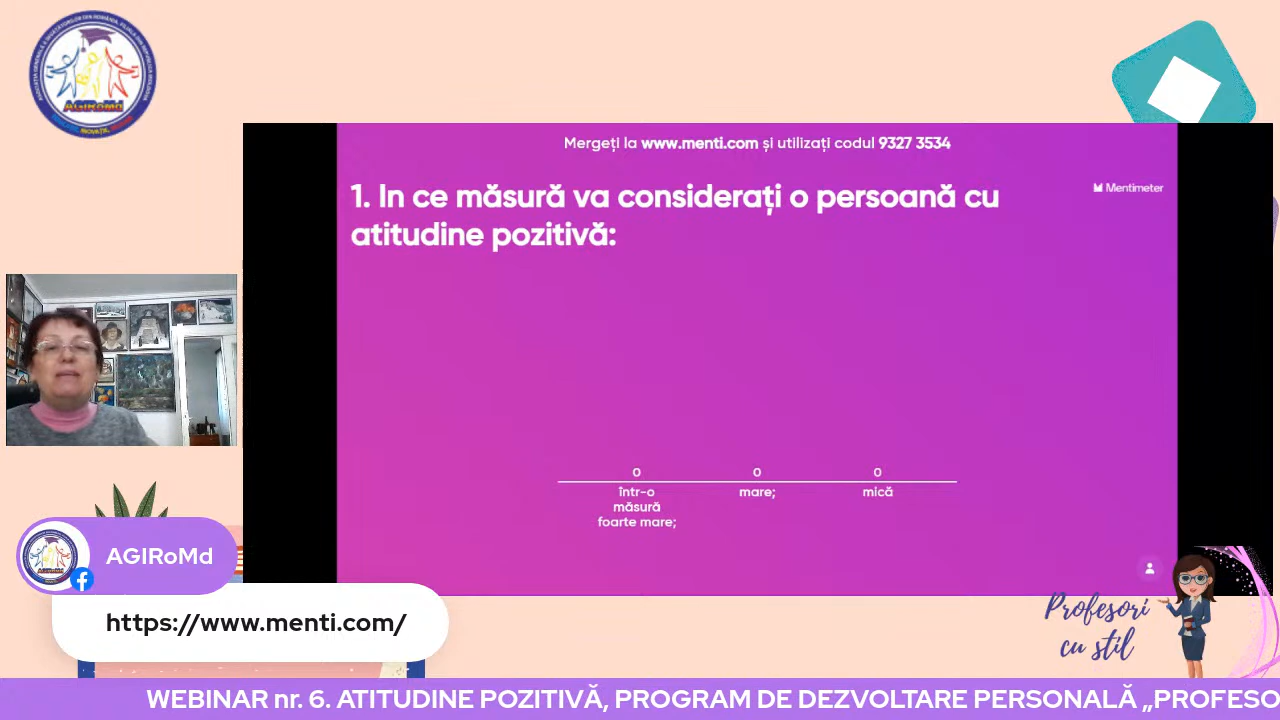 AGIRoMd
Mergeți la www.menti.com și utilizați codul 9327 3534
1. In ce măsură va considerați o persoană cu
atitudine pozitivă:
Mentimeter
0 0 0
într-o
măsură
foarte mare;
mare;
mică
AGIRoMd
https://www.menti.com/
Profesori
cu stil
WEBINAR nr. 6. ATITUDINE POZITIVĂ, PROGRAM DE DEZVOLTARE PERSONALĂ „PROFESO